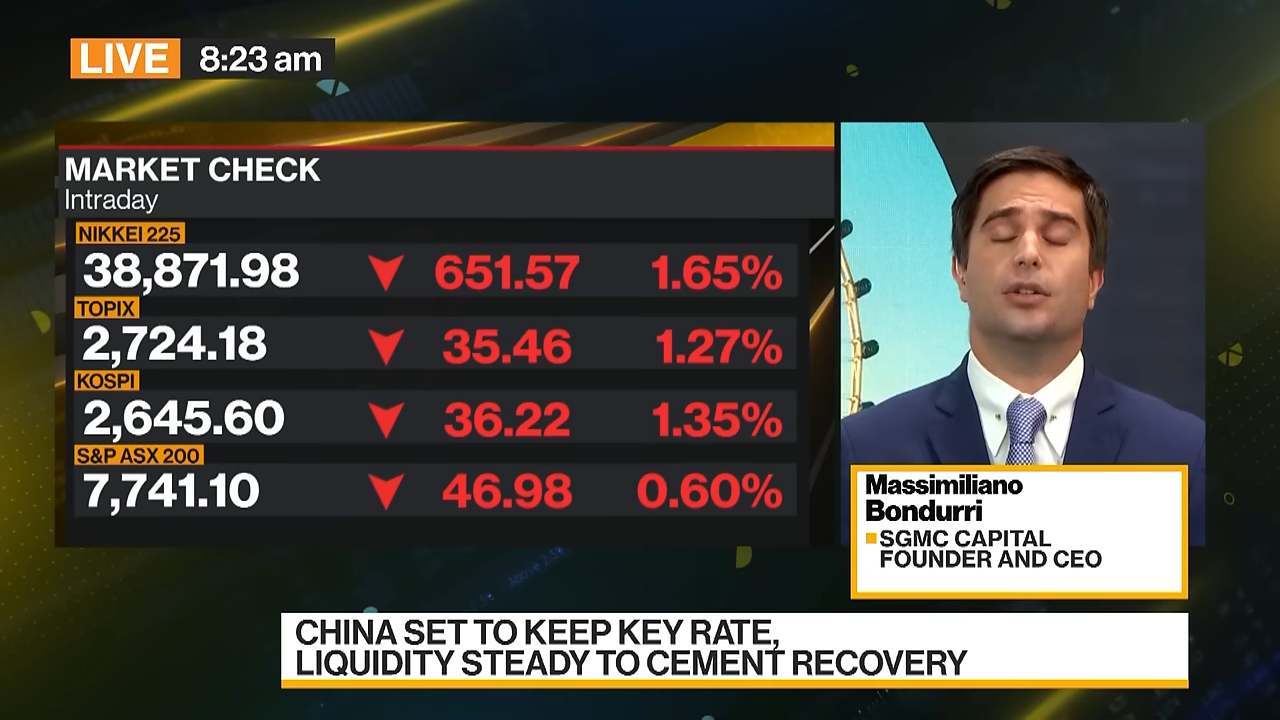 LIVE 8:23 am
MARKET CHECK
Intraday
NIKKEI 225
38,871.98 651.57 1.65%
TOPIX
2,724.18 35.46 1.27%
KOSPI
2,645.60 36.22 1.35%
S&P ASX 200
7,741.10 46.98 0.60%
Massimiliano
Bondurri
SGMC CAPITAL
FOUNDER AND CEO
CHINA SET TO KEEP KEY RATE,
LIQUIDITY STEADY TO CEMENT RECOVERY